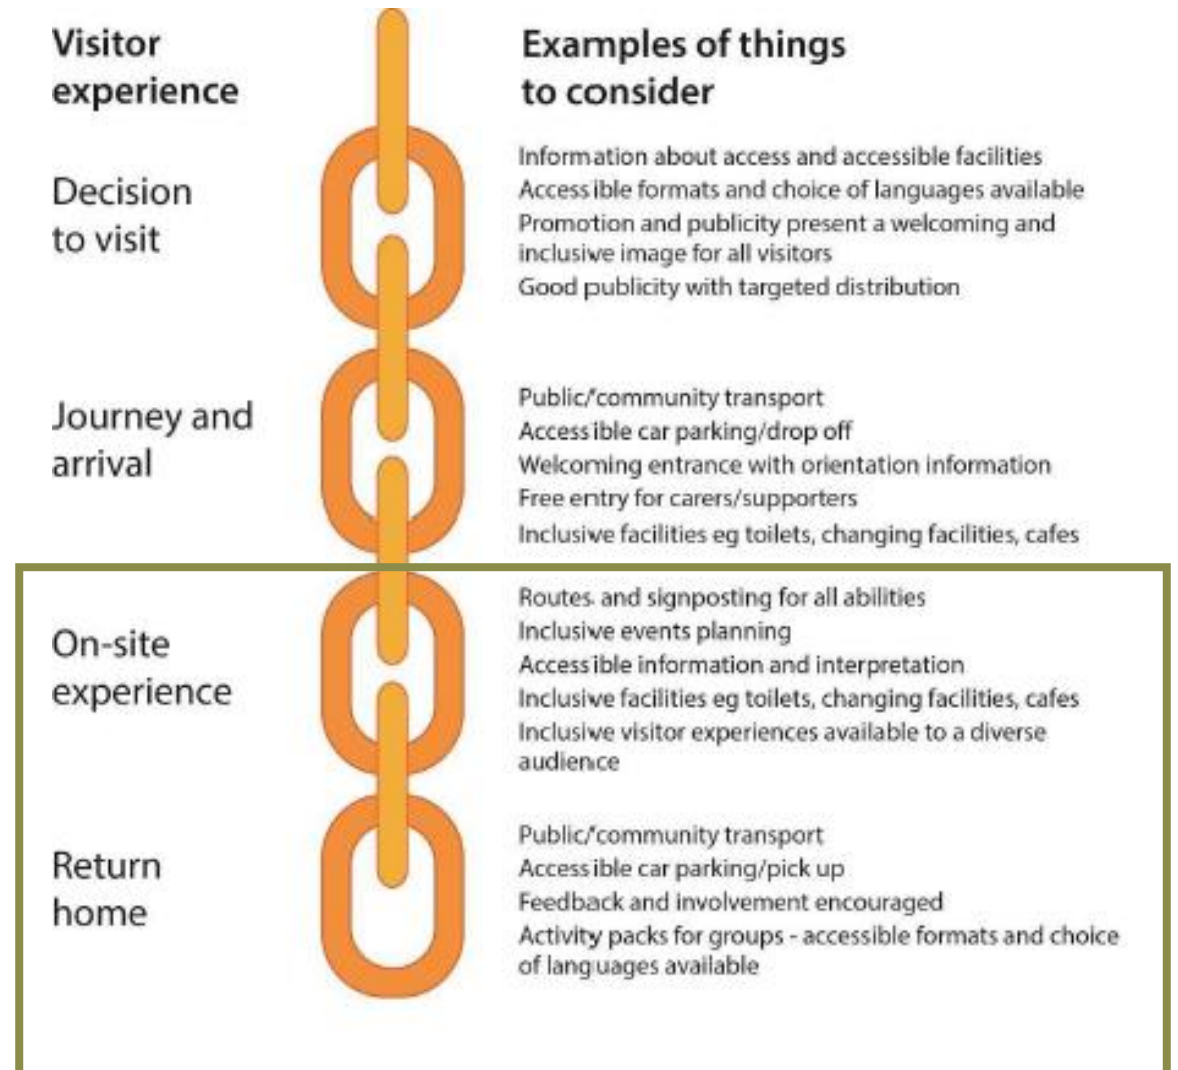 Visitor
experience
Examples of things
to consider
Decision
to visit
Information about access and accessible facilities
Accessible formats and choice of languages available
Promotion and publicity present a welcoming and
inclusive image for all visitors
Good publicity with targeted distribution
Journey and
arrival
Public/community transport
Accessible car parking/drop off
Welcoming entrance with orientation information
Free entry for carers/supporters
Inclusive facilities eg toilets, changing facilities, cafes
On-site
experience
Routes and signposting for all abilities
Inclusive events planning
Accessible information and interpretation
Inclusive facilities eg toilets, changing facilities, cafes
Inclusive visitor experiences available to a diverse
audience
Return
home
Public/community transport
Accessible car parking/pick up
Feedback and involvement encouraged
Activity packs for groups - accessible formats and choice
of languages available